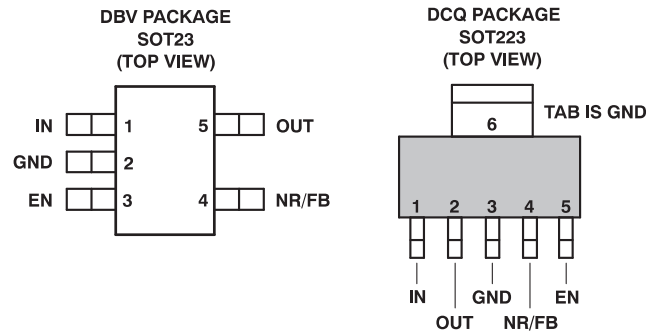 DBV PACKAGE
SOT23
(TOP VIEW)
IN 1 5 OUT
GND 2
EN 3 4 NR/FB
DCQ PACKAGE
SOT223
(TOP VIEW)
6 TAB IS GND
1 2 3 4 5
IN GND EN
OUT NR/FB